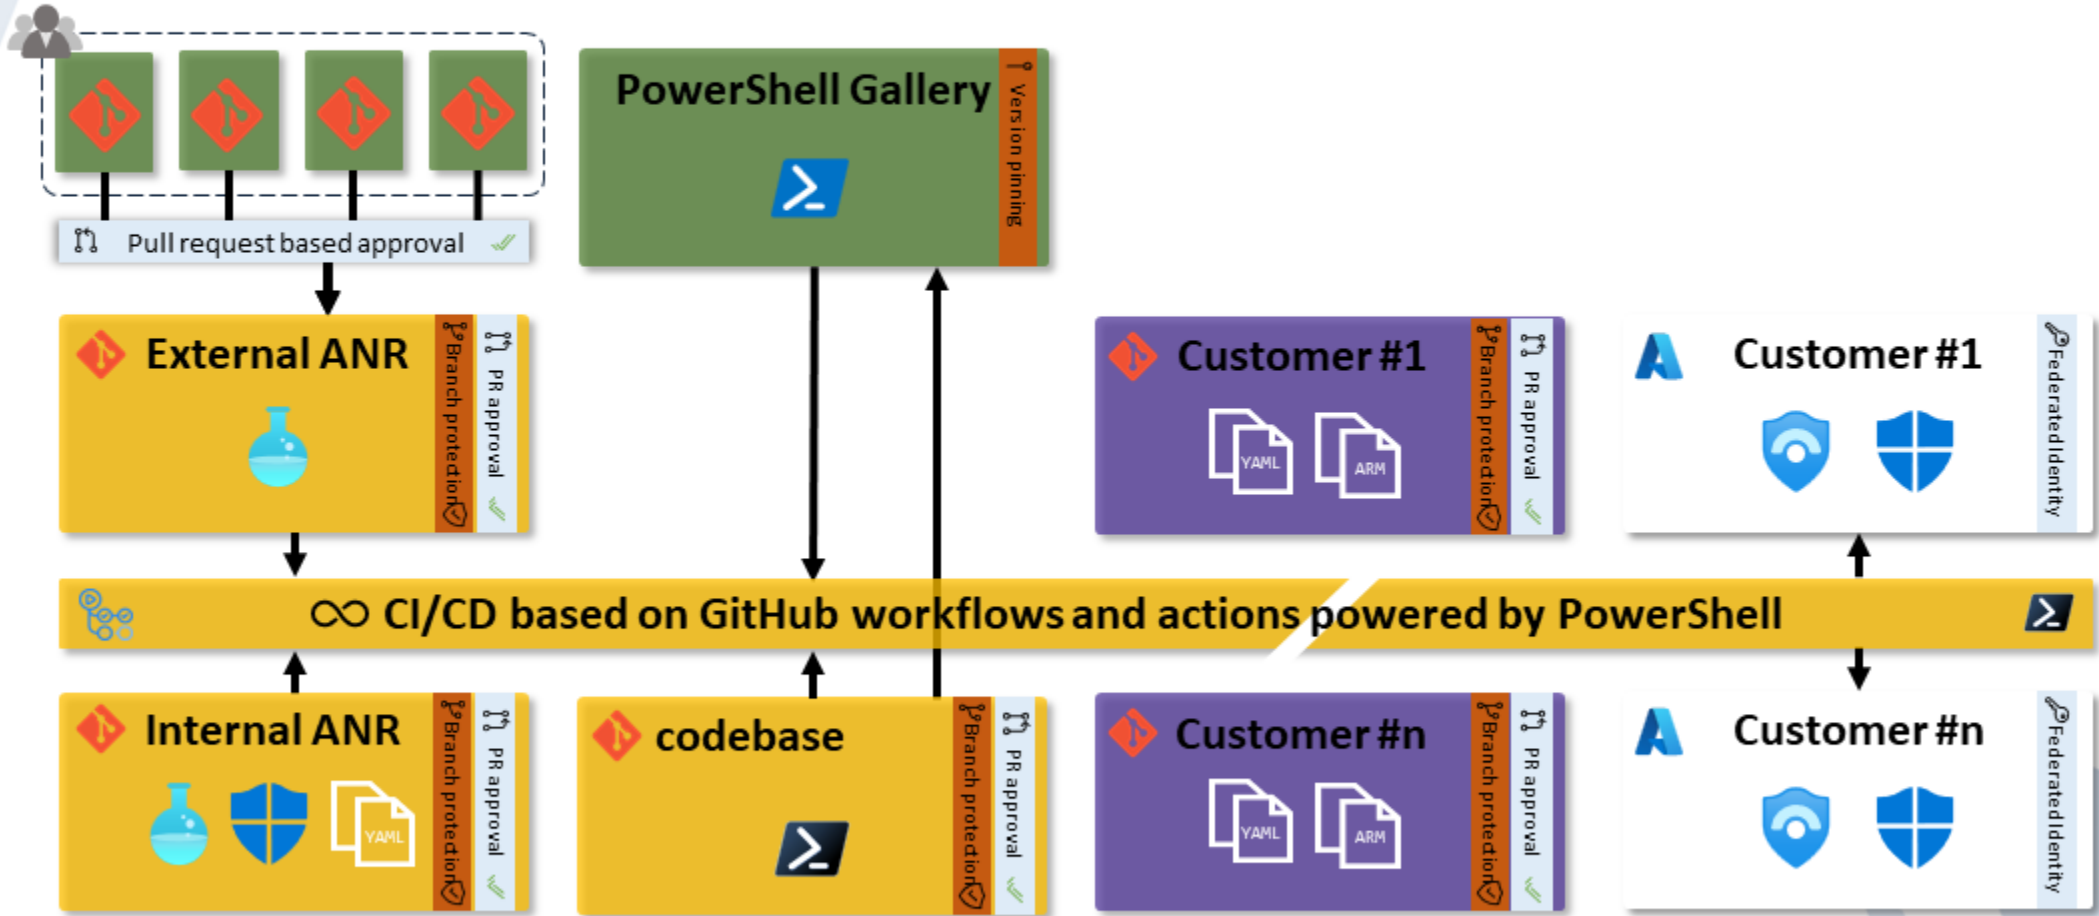 PowerShell Gallery
Version pinning
Pull request based approval
External ANR
Branch protection
PR approval
Customer #1
YAML
ARM
Branch protection
PR approval
Customer #1
Federated Identity
CI/CD based on GitHub workflows and actions powered by PowerShell
Internal ANR
YAML
Branch protection
PR approval
codebase
Branch protection
PR approval
Customer #n
YAML
ARM
Branch protection
PR approval
Customer #n
Federated Identity